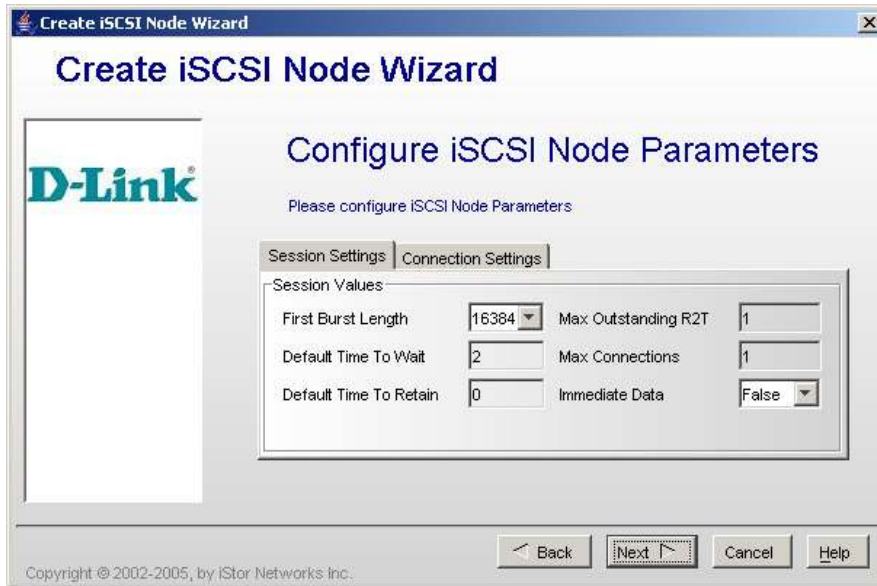 Create iSCSI Node Wizard
Create iSCSI Node Wizard
D-Link
Configure iSCSI Node Parameters
Please configure iSCSI Node Parameters
Session Settings Connection Settings
Session Values
First Burst Length 16384 Max Outstanding R2T 1
Default Time To Wait 2 Max Connections 1
Default Time To Retain 0 Immediate Data False
Back Next Cancel Help
Copyright © 2002-2005, by iStor Networks Inc.